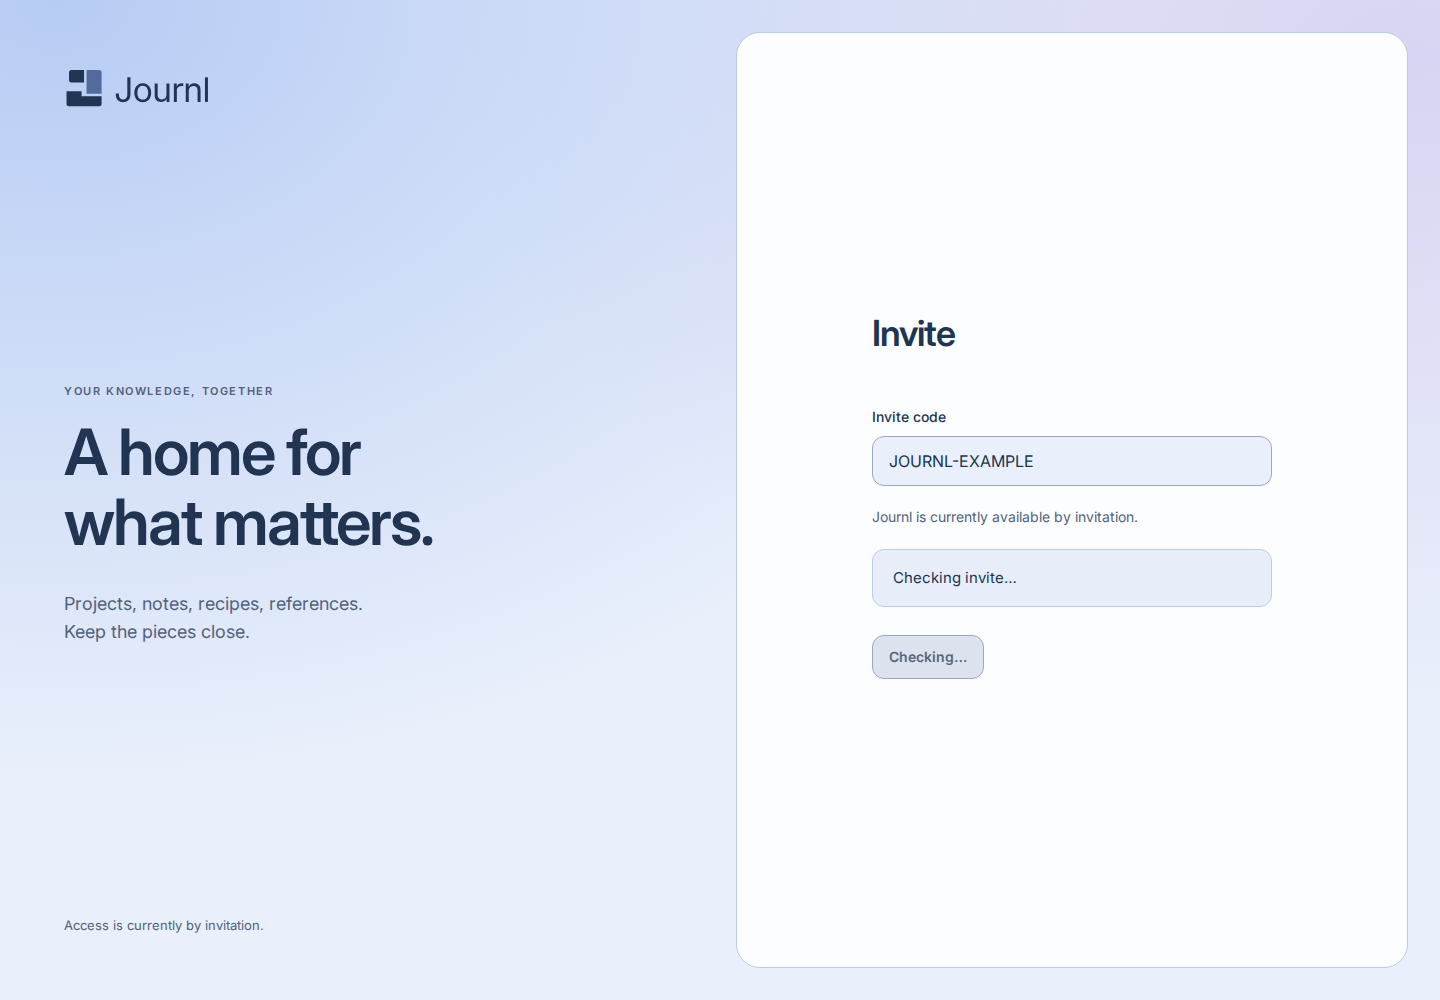 Journl
YOUR KNOWLEDGE, TOGETHER
A home for
what matters.
Projects, notes, recipes, references.
Keep the pieces close.
Access is currently by invitation.
Invite
Invite code
JOURNL-EXAMPLE
Journl is currently available by invitation.
Checking invite...
Checking...